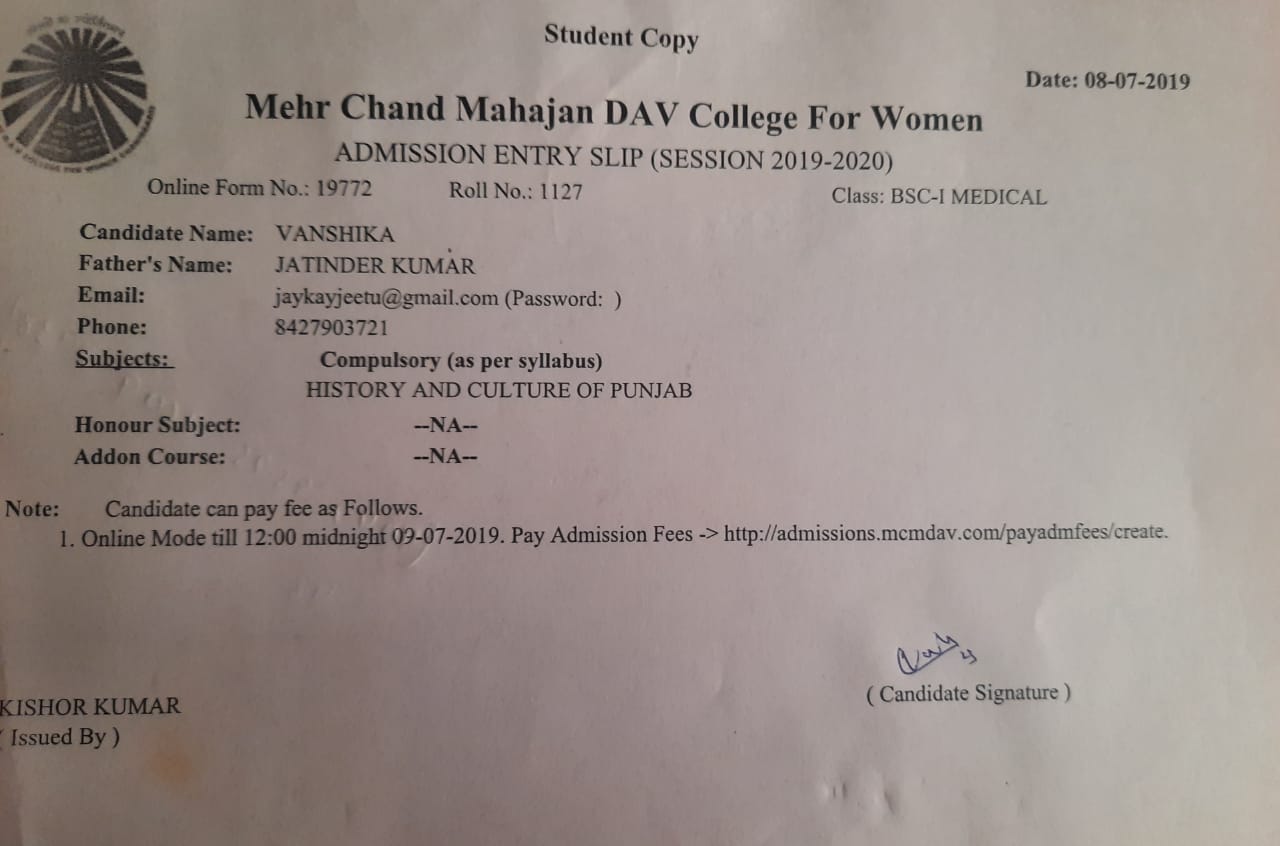 Student Copy
Date: 08-07-2019
Mehr Chand Mahajan DAV College For Women
ADMISSION ENTRY SLIP (SESSION 2019-2020)
Online Form No.: 19772 Roll No.: 1127 Class: BSC-I MEDICAL
Candidate Name: VANSHIKA
Father's Name: JATINDER KUMAR
Email: jaykayjeetu@gmail.com (Password: )
Phone: 8427903721
Subjects: Compulsory (as per syllabus)
HISTORY AND CULTURE OF PUNJAB
Honour Subject: --NA--
Addon Course: --NA--
Note: Candidate can pay fee as Follows.
1. Online Mode till 12:00 midnight 09-07-2019. Pay Admission Fees -> http://admissions.mcmdav.com/payadmfees/create.
( Candidate Signature )
KISHOR KUMAR
( Issued By )